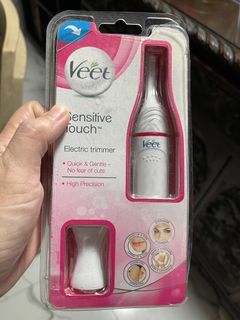 Veet
Sensitive
Touch™
Electric trimmer
• Quick & Gentle -
No fear of cuts
• High Precision
Veet